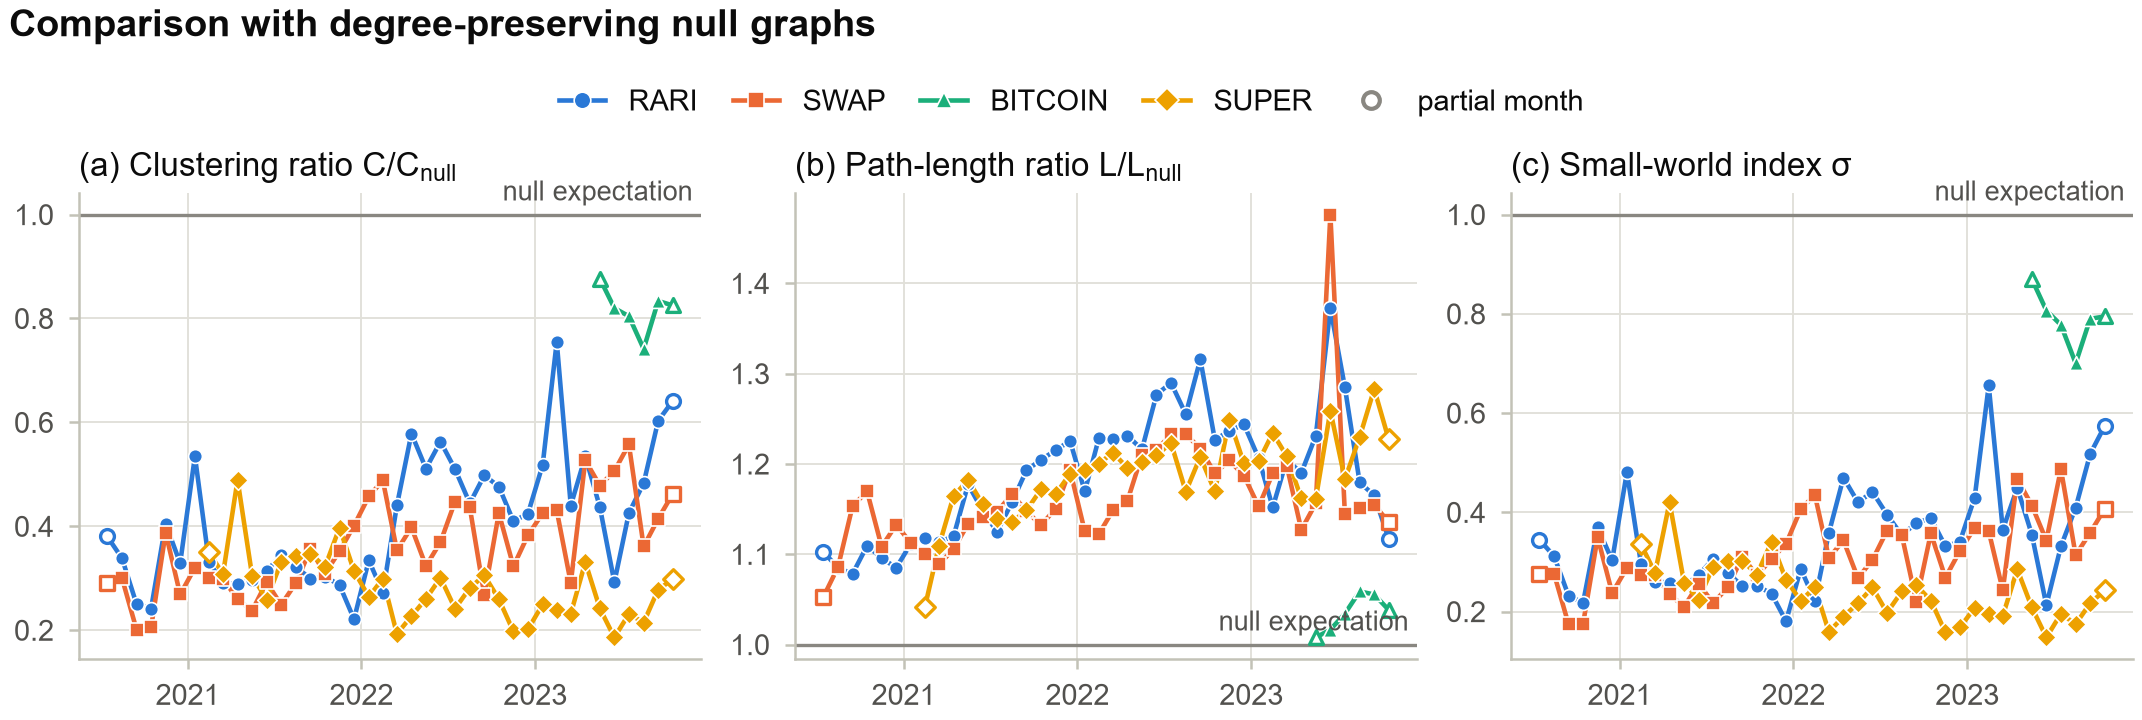 Comparison with degree-preserving null graphs
RARI SWAP BITCOIN SUPER partial month
(a) Clustering ratio C/Cnull
null expectation
1.0
0.8
0.6
0.4
0.2
2021 2022 2023
(b) Path-length ratio L/Lnull
1.4
1.3
1.2
1.1
1.0
null expectation
2021 2022 2023
(c) Small-world index σ
null expectation
1.0
0.8
0.6
0.4
0.2
2021 2022 2023